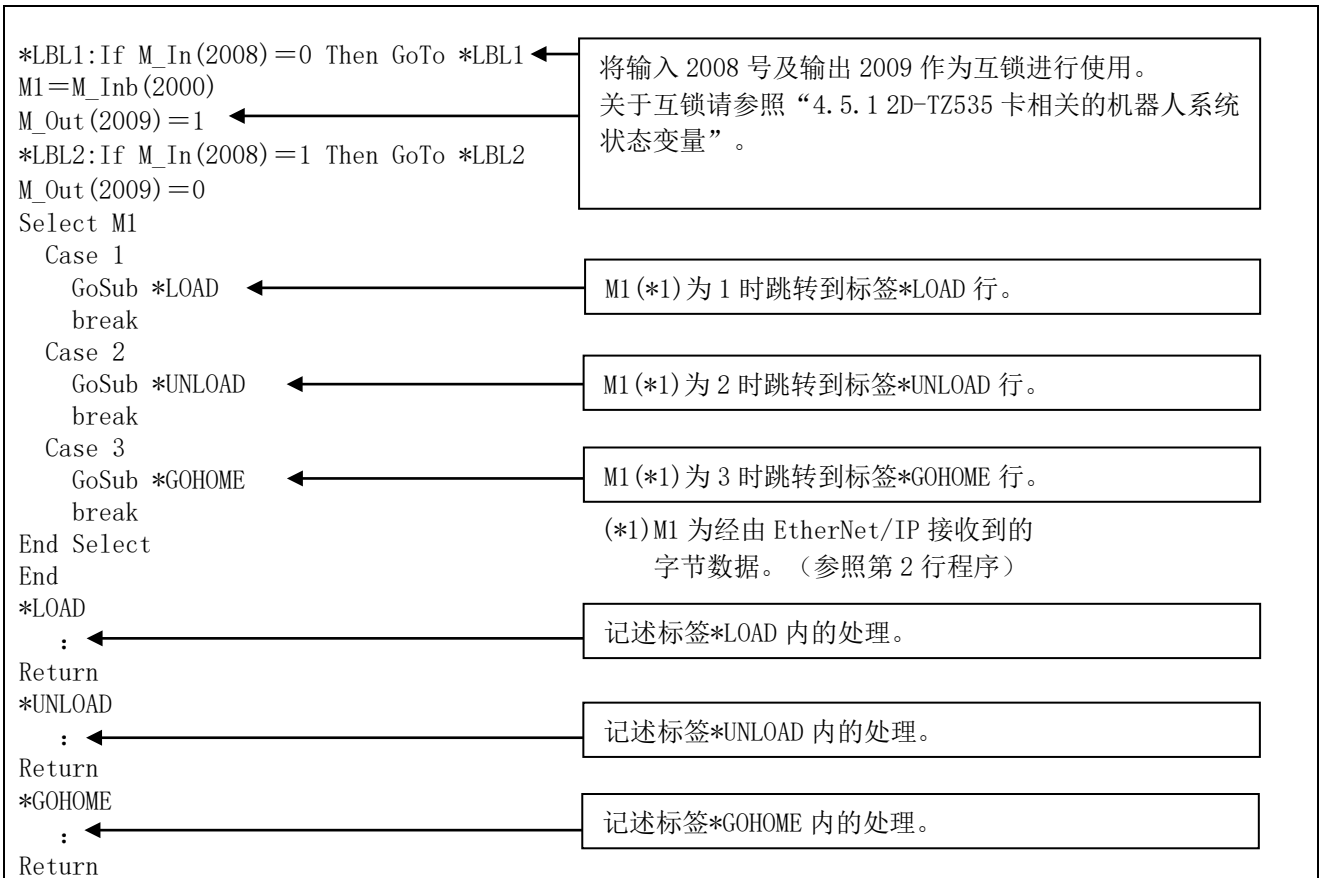 *LBL1:If M_In(2008)＝0 Then GoTo *LBL1
M1＝M_Inb(2000)
M_Out(2009)＝1
*LBL2:If M_In(2008)＝1 Then GoTo *LBL2
M_Out(2009)＝0
将输入 2008 号及输出 2009 作为互锁进行使用。
关于互锁请参照“4.5.1 2D-TZ535 卡相关的机器人系统
状态变量”。
Select M1
Case 1
GoSub *LOAD
M1(*1)为 1 时跳转到标签*LOAD 行。
break
Case 2
GoSub *UNLOAD
M1(*1)为 2 时跳转到标签*UNLOAD 行。
break
Case 3
GoSub *GOHOME
M1(*1)为 3 时跳转到标签*GOHOME 行。
break
End Select
(*1)M1 为经由 EtherNet/IP 接收到的
字节数据。（参照第 2 行程序）
End
*LOAD
：
记述标签*LOAD 内的处理。
Return
*UNLOAD
：
记述标签*UNLOAD 内的处理。
Return
*GOHOME
：
记述标签*GOHOME 内的处理。
Return